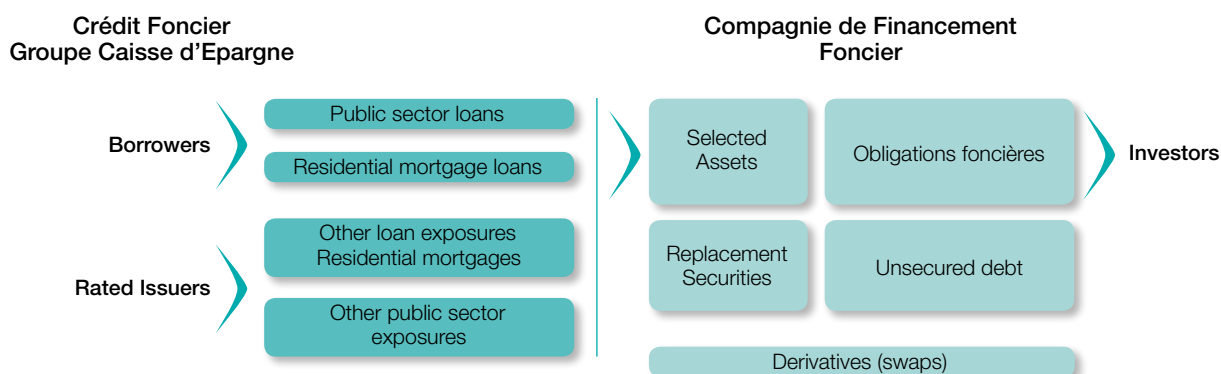 Crédit Foncier
Groupe Caisse d'Epargne
Compagnie de Financement
Foncier
Borrowers
Public sector loans
Residential mortgage loans
Rated Issuers
Other loan exposures
Residential mortgages
Other public sector
exposures
Selected
Assets
Obligations foncières
Investors
Replacement
Securities
Unsecured debt
Derivatives (swaps)